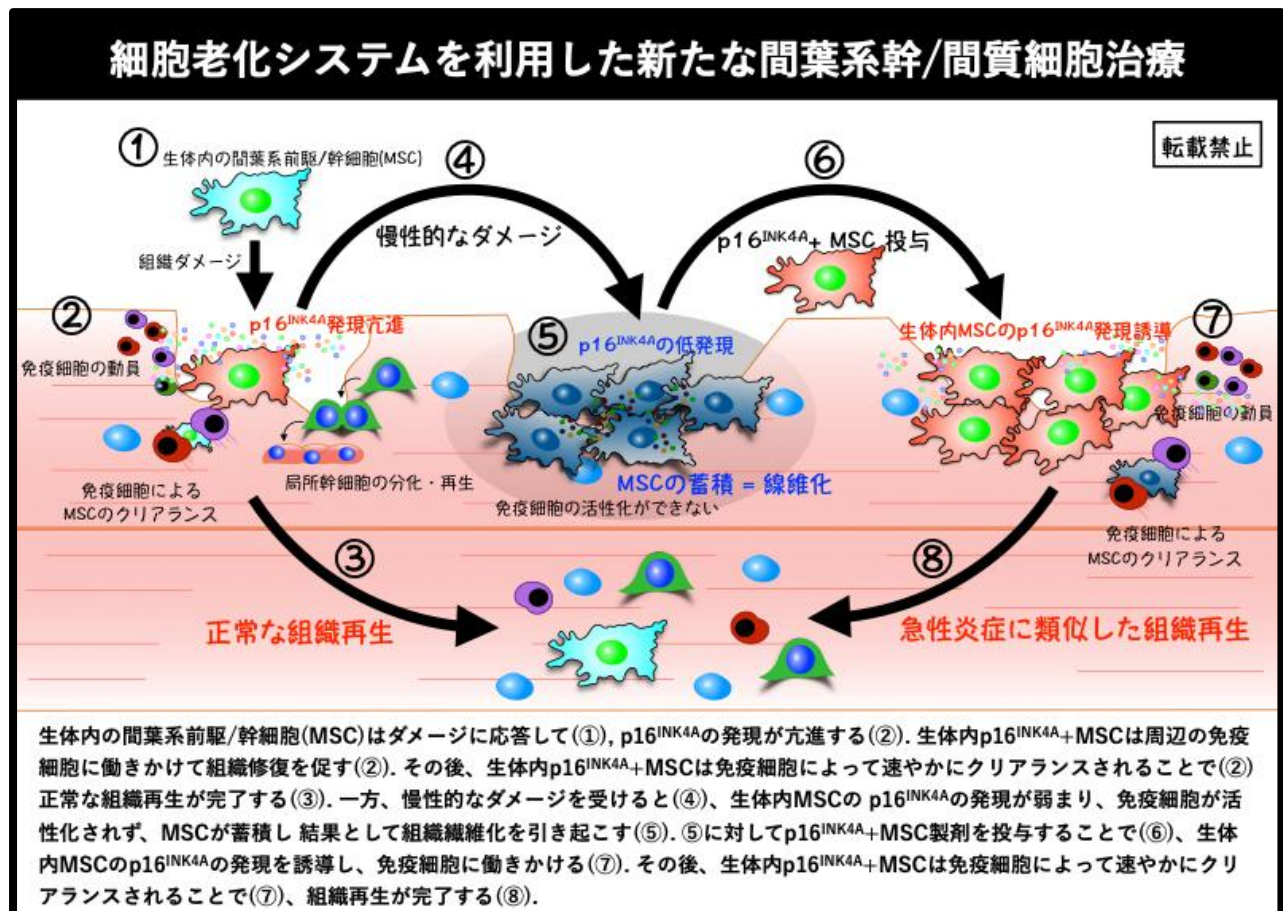 細胞老化システムを利用した新たな間葉系幹/間質細胞治療
転載禁止
①
生体内の間葉系前駆/幹細胞(MSC)
組織ダメージ
②
p16INK4A発現亢進
免疫細胞の動員
免疫細胞による
MSCのクリアランス
局所幹細胞の分化・再生
④
慢性的なダメージ
⑤
p16INK4Aの低発現
MSCの蓄積 = 線維化
免疫細胞の活性化ができない
⑥
p16INK4A+ MSC 投与
生体内MSCのp16INK4A発現誘導
⑦
免疫細胞の動員
免疫細胞による
MSCのクリアランス
③
正常な組織再生
⑧
急性炎症に類似した組織再生
生体内の間葉系前駆/幹細胞(MSC)はダメージに応答して(①), p16INK4Aの発現が亢進する(②). 生体内p16INK4A+MSCは周辺の免疫
細胞に働きかけて組織修復を促す(②). その後、生体内p16INK4A+MSCは免疫細胞によって速やかにクリアランスされることで(②)
正常な組織再生が完了する(③). 一方、慢性的なダメージを受けると(④)、生体内MSCの p16INK4Aの発現が弱まり、免疫細胞が活
性化されず、MSCが蓄積し 結果として組織繊維化を引き起こす(⑤). ⑤に対してp16INK4A+MSC製剤を投与することで(⑥)、生体
内MSCのp16INK4Aの発現を誘導し、免疫細胞に働きかける(⑦). その後、生体内p16INK4A+MSCは免疫細胞によって速やかにクリ
アランスされることで(⑦)、組織再生が完了する(⑧).